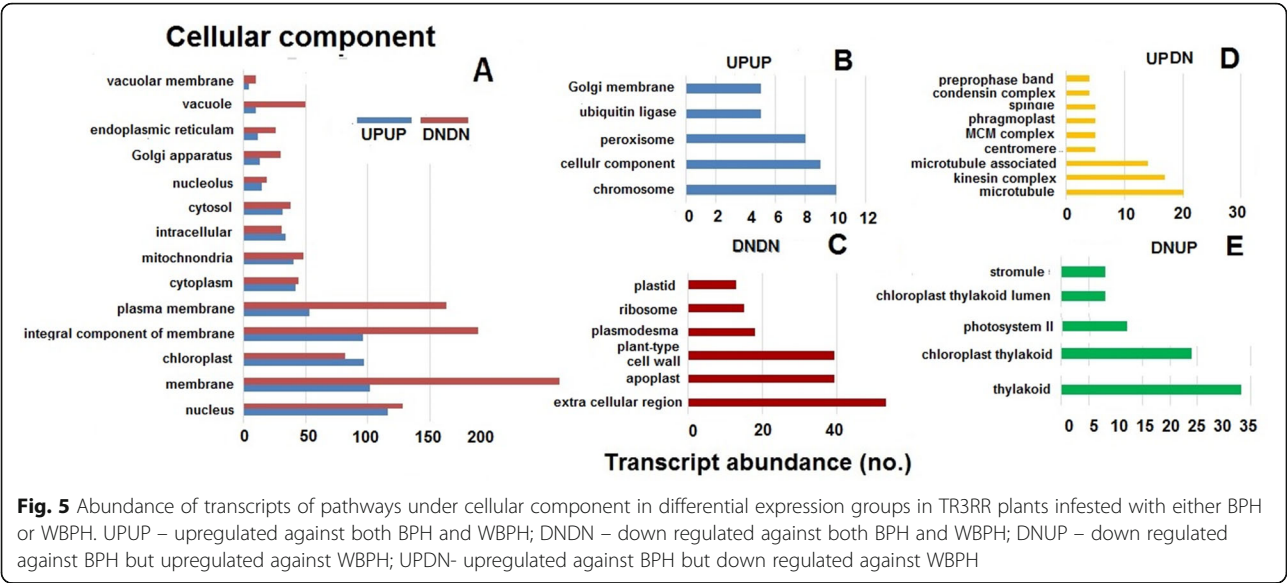 Cellular component
A
vacuolar membrane
vacuole
endoplasmic reticulam
Golgi apparatus
nucleolus
cytosol
intracellular
mitochnondria
cytoplasm
plasma membrane
integral component of membrane
chloroplast
membrane
nucleus
UPUP DNDN
0 50 100 150 200
UPUP B
Golgi membrane
ubiquitin ligase
peroxisome
cellulr component
chromosome
0 2 4 6 8 10 12
DNDN C
plastid
ribosome
plasmodesma
plant-type
cell wall
apoplast
extra cellular region
0 20 40 60
Transcript abundance (no.)
UPDN D
preprophase band
condensin complex
spindle
phragmoplast
MCM complex
centromere
microtubule associated
kinesin complex
microtubule
0 10 20 30
DNUP E
stromule
chloroplast thylakoid lumen
photosystem II
chloroplast thylakoid
thylakoid
0 5 10 15 20 25 30 35
Fig. 5 Abundance of transcripts of pathways under cellular component in differential expression groups in TR3RR plants infested with either BPH
or WBPH. UPUP – upregulated against both BPH and WBPH; DNDN – down regulated against both BPH and WBPH; DNUP – down regulated
against BPH but upregulated against WBPH; UPDN- upregulated against BPH but down regulated against WBPH